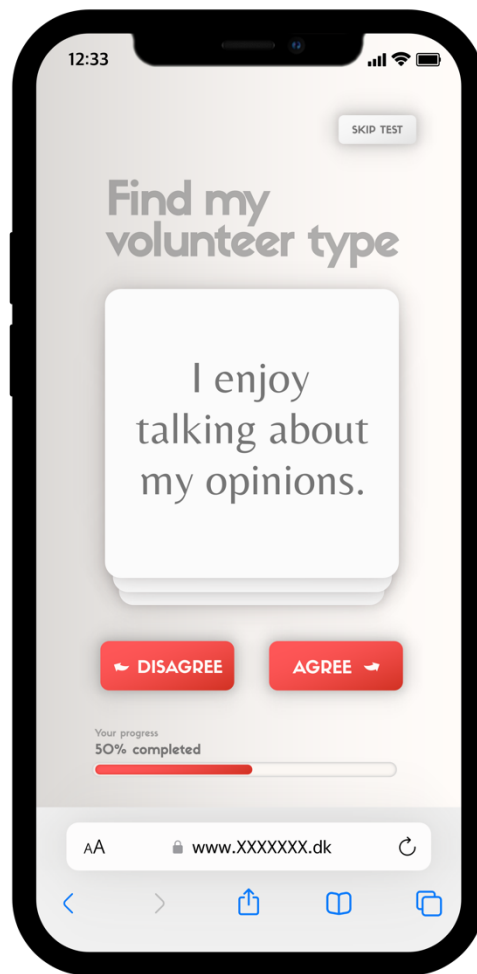 12:33
SKIP TEST
Find my
volunteer type
I enjoy
talking about
my opinions.
DISAGREE
AGREE
Your progress
50% completed
AA
www.XXXXXXX.dk